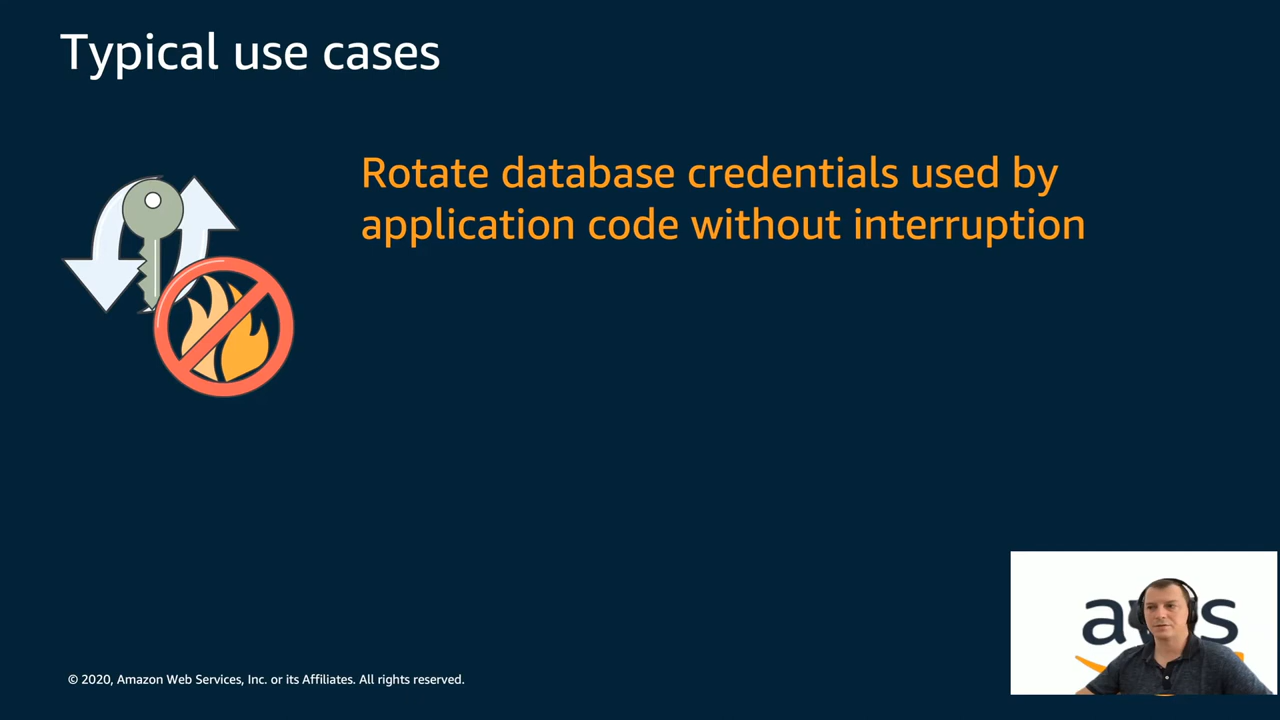 Typical use cases
Rotate database credentials used by
application code without interruption
aws
© 2020, Amazon Web Services, Inc. or its Affiliates. All rights reserved.